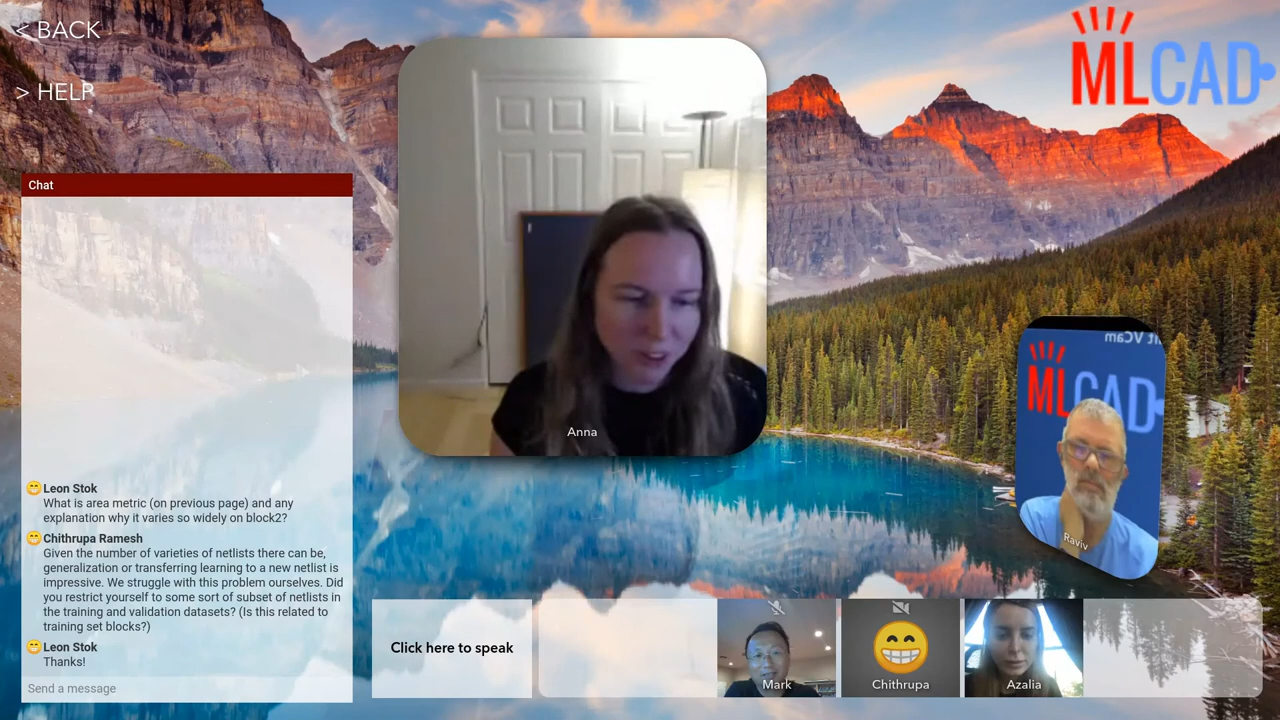 < BACK
> HELP
MLCAD
Chat
Leon Stok
What is area metric (on previous page) and any
explanation why it varies so widely on block2?
Chithrupa Ramesh
Given the number of varieties of netlists there can be,
generalization or transferring learning to a new netlist is
impressive. We struggle with this problem ourselves. Did
you restrict yourself to some sort of subset of netlists in
the training and validation datasets? (Is this related to
training set blocks?)
Leon Stok
Thanks!
Send a message
Anna
MLCAD
Raviv
Click here to speak
Mark
Chithrupa
Azalia